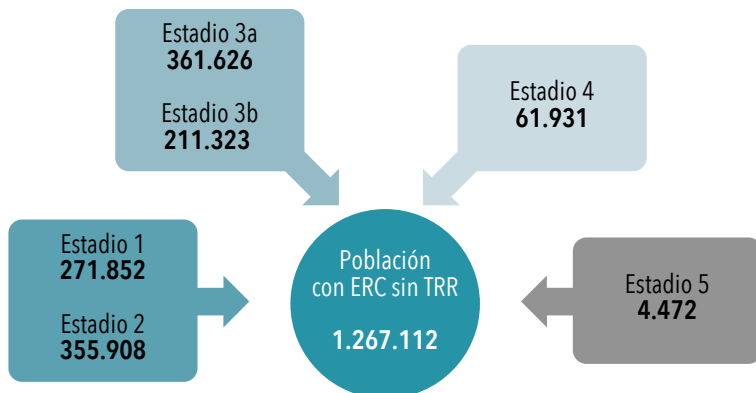 Estadio 3a
361.626
Estadio 3b
211.323
Estadio 4
61.931
Estadio 1
271.852
Estadio 2
355.908
Población
con ERC sin TRR
1.267.112
Estadio 5
4.472